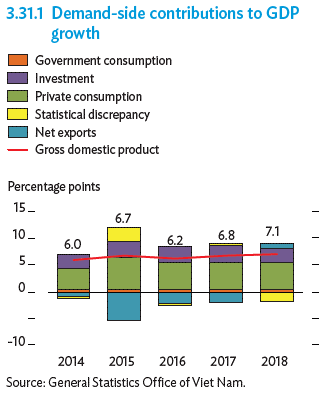 3.31.1 Demand-side contributions to GDP
growth
Government consumption
Investment
Private consumption
Statistical discrepancy
Net exports
Gross domestic product
Percentage points
15
10
5
0
-10
6.0
6.7
6.2
6.8
7.1
2014 2015 2016 2017 2018
Source: General Statistics Office of Viet Nam.